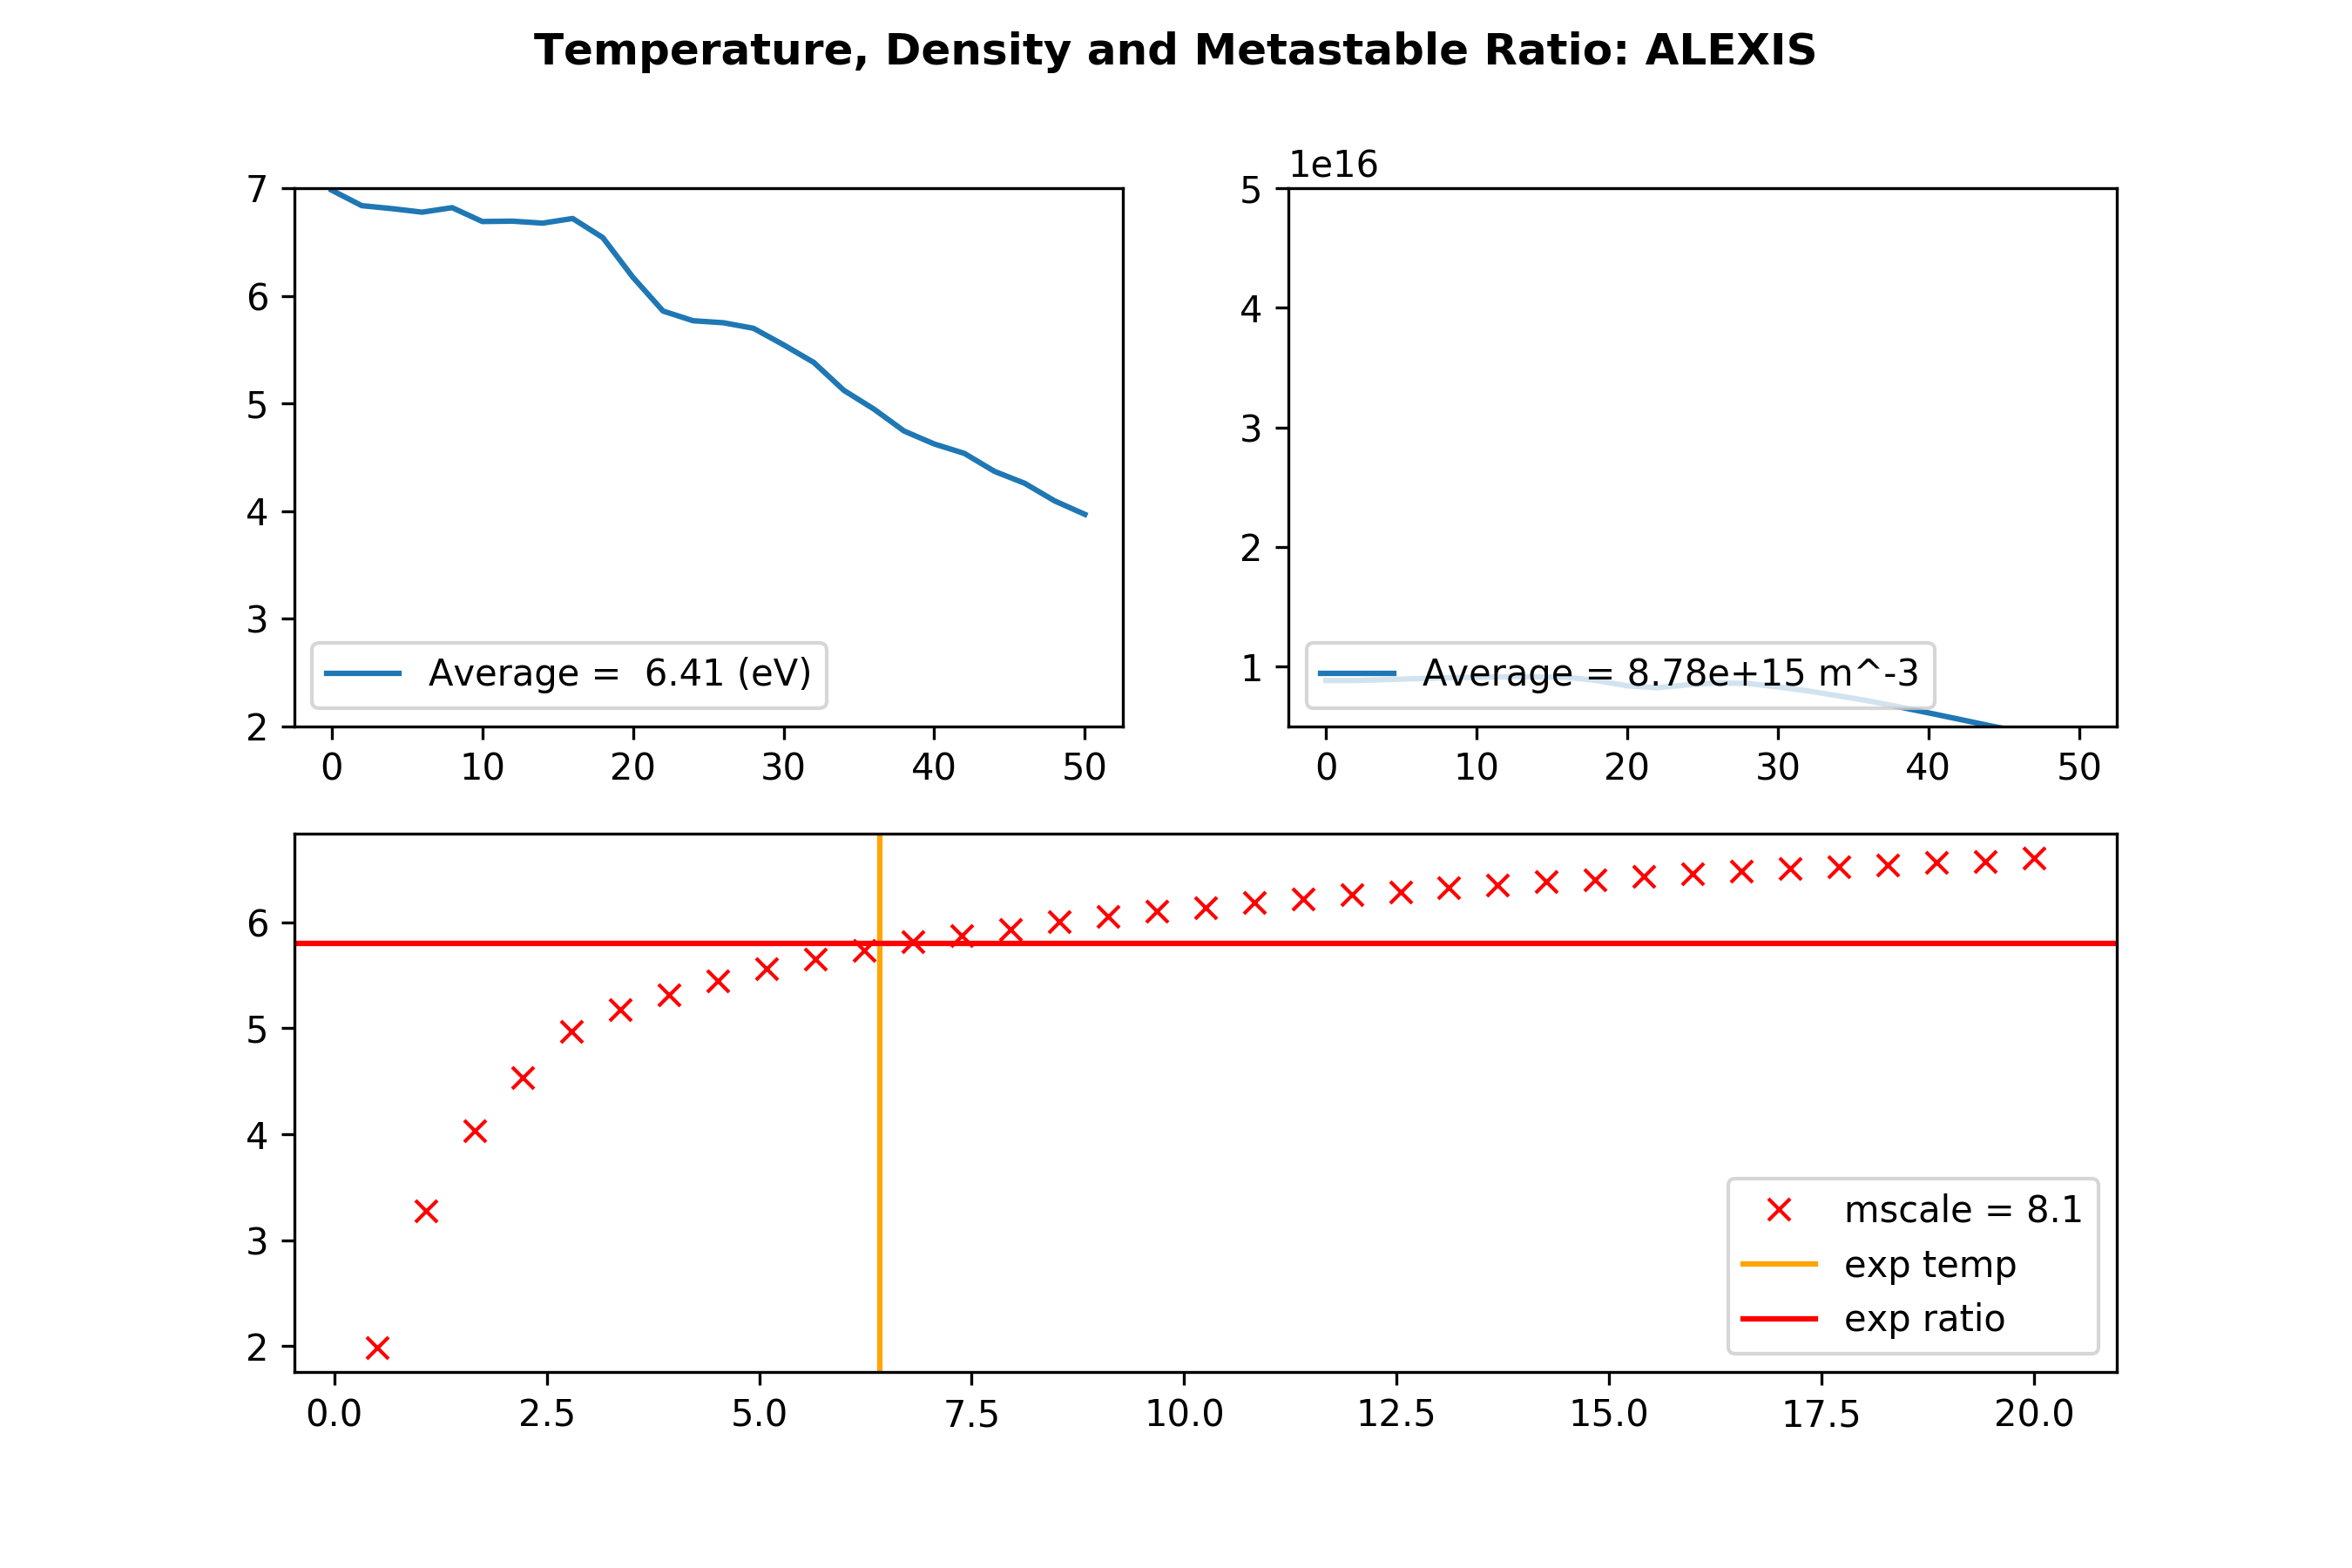 Temperature, Density and Metastable Ratio: ALEXIS
7
6
5
4
3
2
Average =  6.41 (eV)
0 10 20 30 40 50
1e16
5
4
3
2
1
Average = 8.78e+15 m^-3
0 10 20 30 40 50
6
5
4
3
2
mscale = 8.1
exp temp
exp ratio
0.0 2.5 5.0 7.5 10.0 12.5 15.0 17.5 20.0